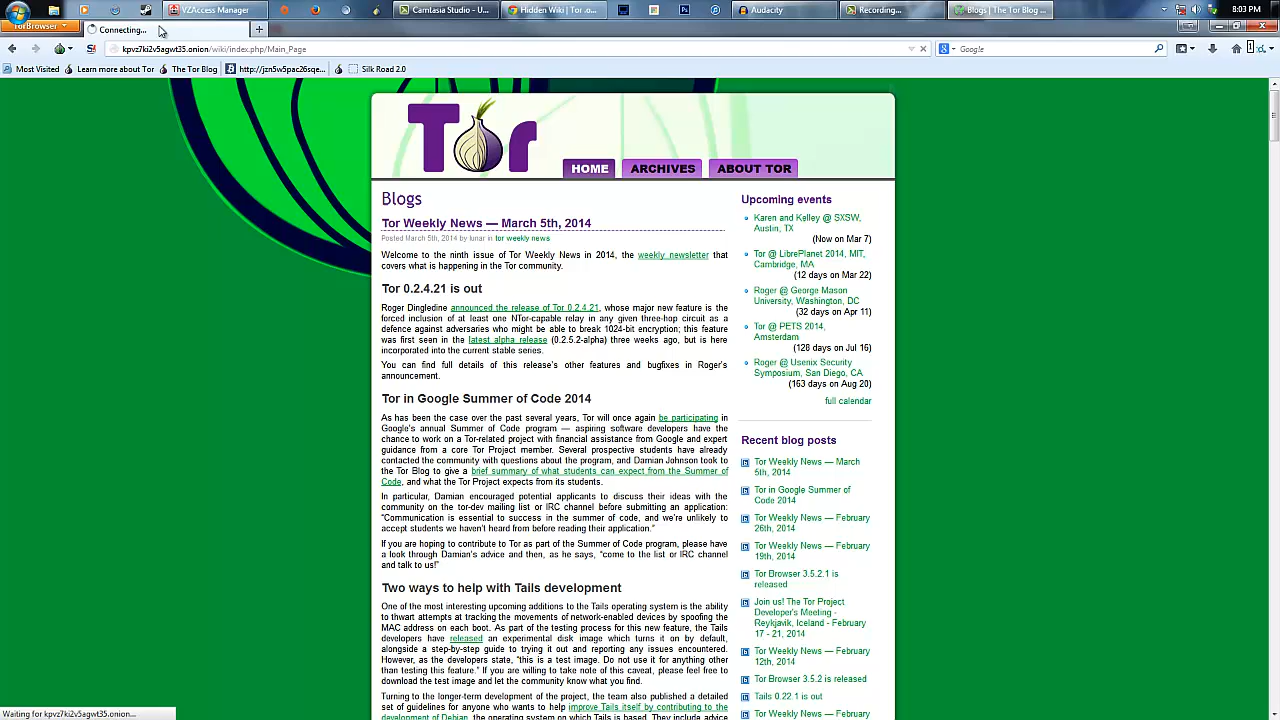 VZAccess Manager
Camtasia Studio - U...
Hidden Wiki | Tor .o...
Audacity
Recording...
Blogs | The Tor Blog ...
8:03 PM
TorBrowser
Connecting...
kpvz7ki2v5agwt35.onion/wiki/index.php/Main_Page
Google
Most Visited
Learn more about Tor
The Tor Blog
http://jzn5w5pac26sqe...
Silk Road 2.0
Tor
HOME
ARCHIVES
ABOUT TOR
Blogs
Tor Weekly News — March 5th, 2014
Posted March 5th, 2014 by lunar in tor weekly news
Welcome to the ninth issue of Tor Weekly News in 2014, the weekly newsletter that
covers what is happening in the Tor community.
Tor 0.2.4.21 is out
Roger Dingledine announced the release of Tor 0.2.4.21, whose major new feature is the
forced inclusion of at least one NTor-capable relay in any given three-hop circuit as a
defence against adversaries who might be able to break 1024-bit encryption; this feature
was first seen in the latest alpha release (0.2.5.2-alpha) three weeks ago, but is here
incorporated into the current stable series.
You can find full details of this release's other features and bugfixes in Roger's
announcement.
Tor in Google Summer of Code 2014
As has been the case over the past several years, Tor will once again be participating in
Google's annual Summer of Code program — aspiring software developers have the
chance to work on a Tor-related project with financial assistance from Google and expert
guidance from a core Tor Project member. Several prospective students have already
contacted the community with questions about the program, and Damian Johnson took to
the Tor Blog to give a brief summary of what students can expect from the Summer of
Code, and what the Tor Project expects from its students.
In particular, Damian encouraged potential applicants to discuss their ideas with the
community on the tor-dev mailing list or IRC channel before submitting an application:
“Communication is essential to success in the summer of code, and we're unlikely to
accept students we haven't heard from before reading their application.”
If you are hoping to contribute to Tor as part of the Summer of Code program, please have
a look through Damian's advice and then, as he says, “come to the list or IRC channel
and talk to us!”
Two ways to help with Tails development
One of the most interesting upcoming additions to the Tails operating system is the ability
to thwart attempts at tracking the movements of network-enabled devices by spoofing the
MAC address on each boot. As part of the testing process for this new feature, the Tails
developers have released an experimental disk image which turns it on by default,
alongside a step-by-step guide to trying it out and reporting any issues encountered.
However, as the developers state, “this is a test image. Do not use it for anything other
than testing this feature.” If you are willing to take note of this caveat, please feel free to
download the test image and let the community know what you find.
Turning to the longer-term development of the project, the team also published a detailed
set of guidelines for anyone who wants to help improve Tails itself by contributing to the
development of Debian, the operating system on which Tails is based. They include advice
Upcoming events
Karen and Kelley @ SXSW,
Austin, TX
(Now on Mar 7)
Tor @ LibrePlanet 2014, MIT,
Cambridge, MA
(12 days on Mar 22)
Roger @ George Mason
University, Washington, DC
(32 days on Apr 11)
Tor @ PETS 2014,
Amsterdam
(128 days on Jul 16)
Roger @ Usenix Security
Symposium, San Diego, CA
(163 days on Aug 20)
full calendar
Recent blog posts
Tor Weekly News — March
5th, 2014
Tor in Google Summer of
Code 2014
Tor Weekly News — February
26th, 2014
Tor Weekly News — February
19th, 2014
Tor Browser 3.5.2.1 is
released
Join us! The Tor Project
Developer's Meeting -
Reykjavik, Iceland - February
17 - 21, 2014
Tor Weekly News — February
12th, 2014
Tor Browser 3.5.2 is released
Tails 0.22.1 is out
Tor Weekly News — February
Waiting for kpvz7ki2v5agwt35.onion...